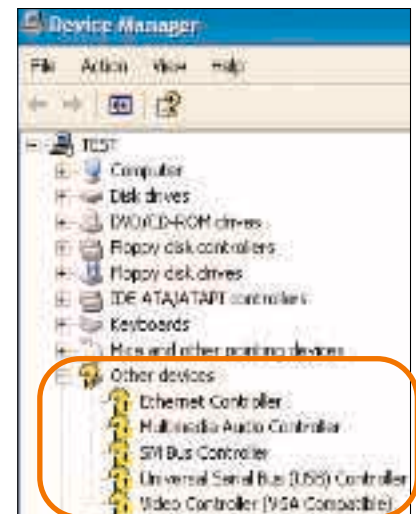 Device Manager
File Action View Help
TEST
Computer
Disk drives
DVD/CD-ROM drives
Floppy disk controllers
Floppy disk drives
IDE ATA/ATAPI controllers
Keyboards
Mice and other pointing devices
Other devices
Ethernet Controller
Multimedia Audio Controller
SM Bus Controller
Universal Serial Bus (USB) Controller
Video Controller (VGA Compatible)